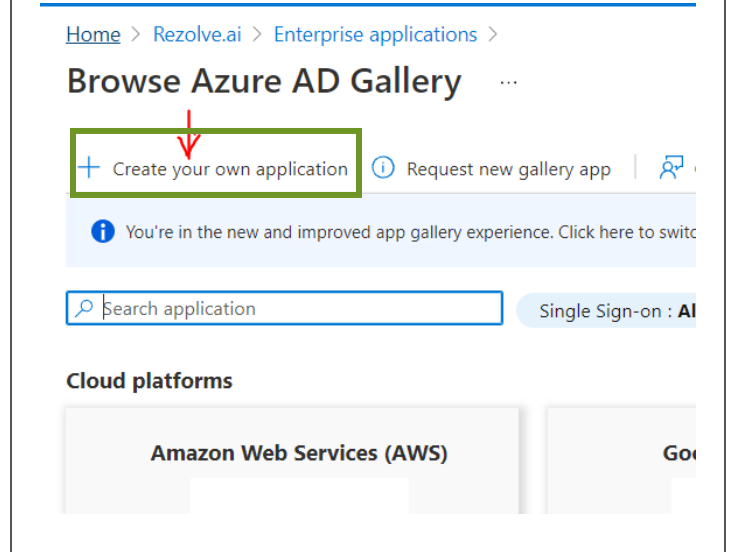 Home > Rezolve.ai > Enterprise applications >
Browse Azure AD Gallery ...
+ Create your own application Request new gallery app
You're in the new and improved app gallery experience. Click here to switc
Search application
Single Sign-on : Al
Cloud platforms
Amazon Web Services (AWS)
Goo